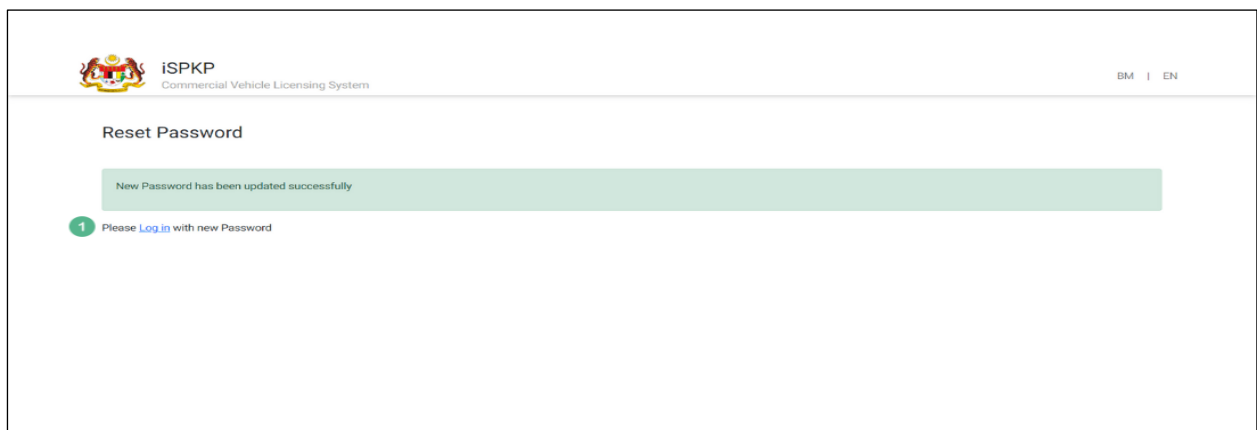 iSPKP
Commercial Vehicle Licensing System
BM | EN
Reset Password
New Password has been updated successfully
1 Please Log in with new Password